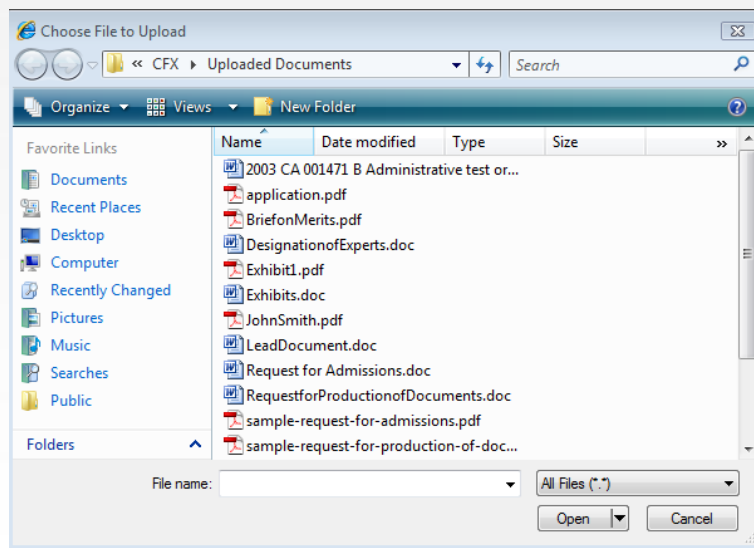 Choose File to Upload
« CFX ▸ Uploaded Documents Search
Organize Views New Folder
Favorite Links
Documents
Recent Places
Desktop
Computer
Recently Changed
Pictures
Music
Searches
Public
Folders
Name Date modified Type Size »
2003 CA 001471 B Administrative test or...
application.pdf
BriefonMerits.pdf
DesignationofExperts.doc
Exhibit1.pdf
Exhibits.doc
JohnSmith.pdf
LeadDocument.doc
Request for Admissions.doc
RequestforProductionofDocuments.doc
sample-request-for-admissions.pdf
sample-request-for-production-of-doc...
File name: All Files (*.*)
Open Cancel